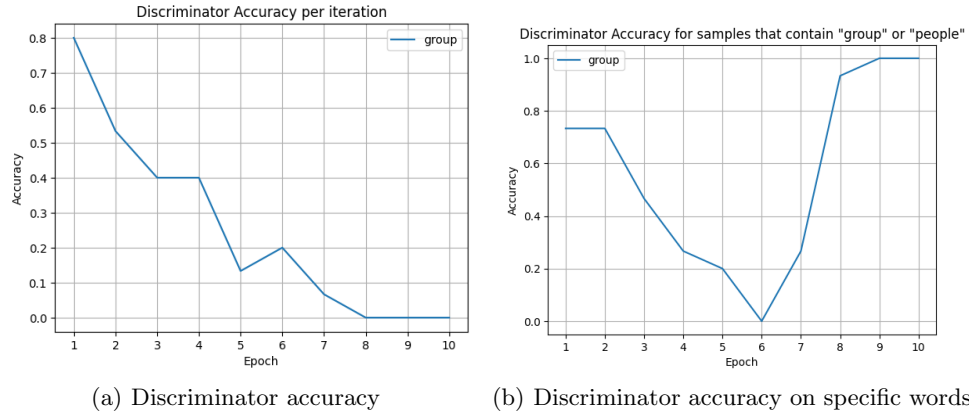 Discriminator Accuracy per iteration
group
0.8
0.7
0.6
0.5
0.4
0.3
0.2
0.1
0.0
Accuracy
1 2 3 4 5 6 7 8 9 10
Epoch
(a) Discriminator accuracy
Discriminator Accuracy for samples that contain "group" or "people"
group
1.0
0.8
0.6
0.4
0.2
0.0
Accuracy
1 2 3 4 5 6 7 8 9 10
Epoch
(b) Discriminator accuracy on specific words